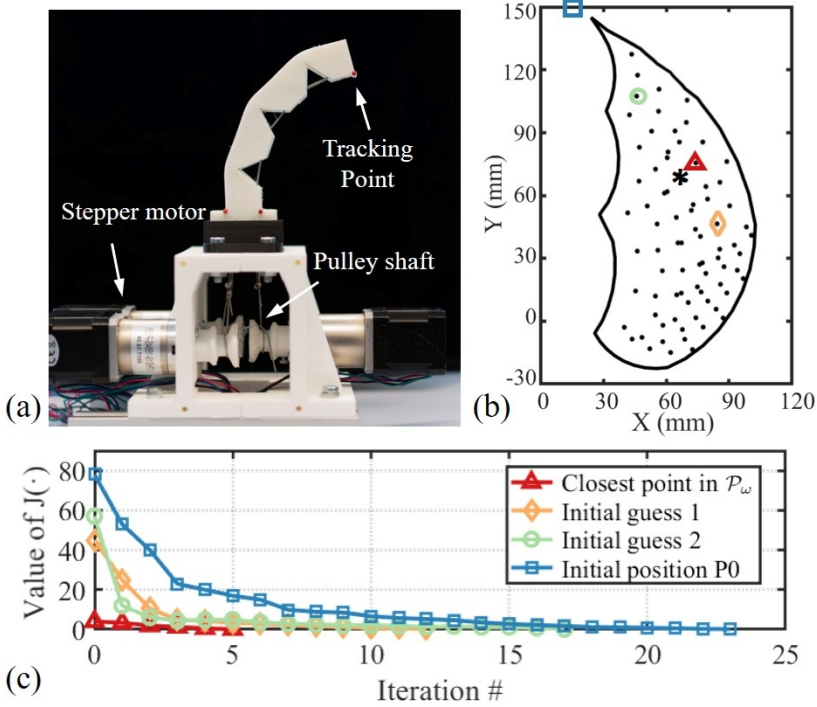 Tracking
Point
Stepper motor
Pulley shaft
(a)
150
120
90
60
30
0
-30
Y (mm)
0 30 60 90 120
X (mm)
(b)
80
60
40
20
0
Value of J(·)
0 5 10 15 20 25
Iteration #
Closest point in 𝒫ω
Initial guess 1
Initial guess 2
Initial position P0
(c)